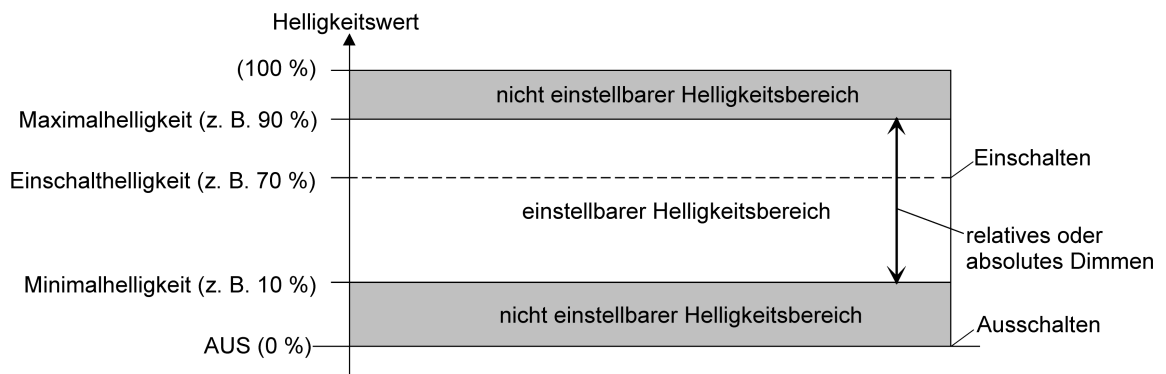 Helligkeitswert
(100 %)
nicht einstellbarer Helligkeitsbereich
Maximalhelligkeit (z. B. 90 %)
Einschalten
Einschalthelligkeit (z. B. 70 %)
einstellbarer Helligkeitsbereich
relatives oder
absolutes Dimmen
Minimalhelligkeit (z. B. 10 %)
nicht einstellbarer Helligkeitsbereich
Ausschalten
AUS (0 %)